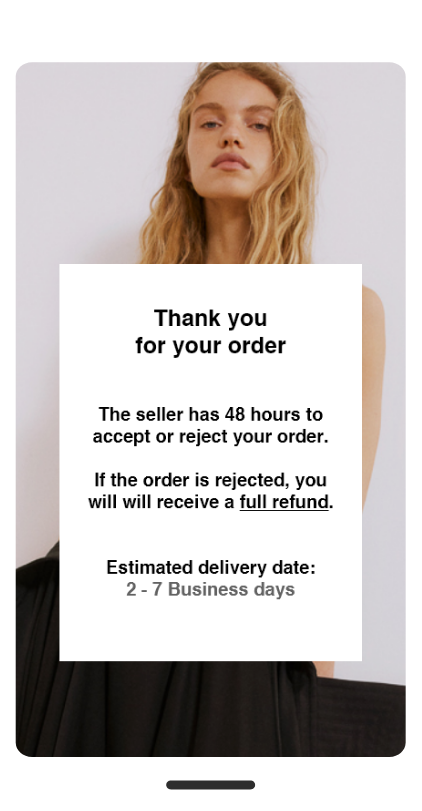 Thank you
for your order
The seller has 48 hours to
accept or reject your order.
If the order is rejected, you
will will receive a full refund.
Estimated delivery date:
2 - 7 Business days